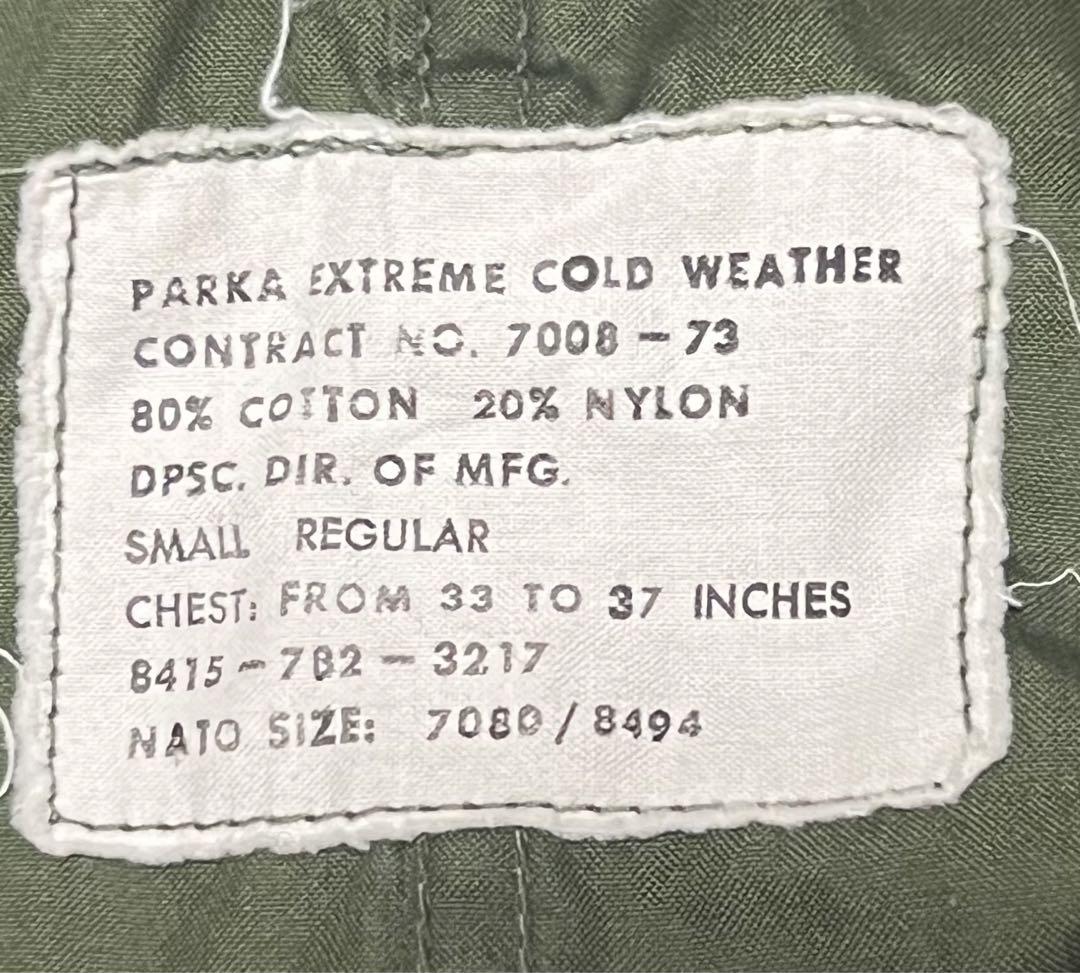 PARKA EXTREME COLD WEATHER
CONTRACT NO. 7008 - 73
80% COTTON 20% NYLON
DPSC. DIR. OF MFG.
SMALL REGULAR
CHEST: FROM 33 TO 37 INCHES
8415 - 782 - 3217
NATO SIZE: 7080 / 8494